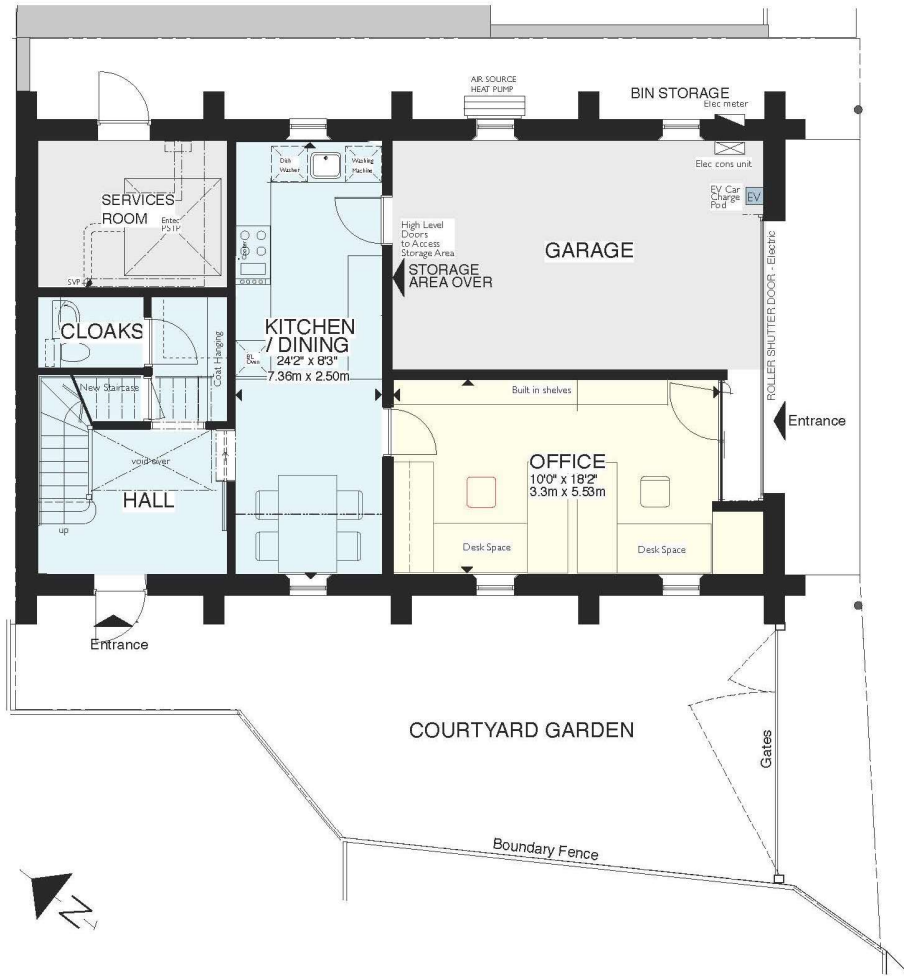 AIR SOURCE
HEAT PUMP
BIN STORAGE
Elec meter
Dish
Washer
Washing
Machine
Elec cons unit
SERVICES
ROOM
Entec
PSTP
SVP
EV Car
Charge
Pod
EV
High Level
Doors
to Access
Storage Area
STORAGE
AREA OVER
GARAGE
ROLLER SHUTTER DOOR - Electric
CLOAKS
Coat Hanging
KITCHEN
/ DINING
24'2" x 8'3"
7.36m x 2.50m
Oven
New Staircase
Built in shelves
Entrance
void over
HALL
up
OFFICE
10'0" x 18'2"
3.3m x 5.53m
Desk Space
Desk Space
Entrance
COURTYARD GARDEN
Gates
Boundary Fence
N